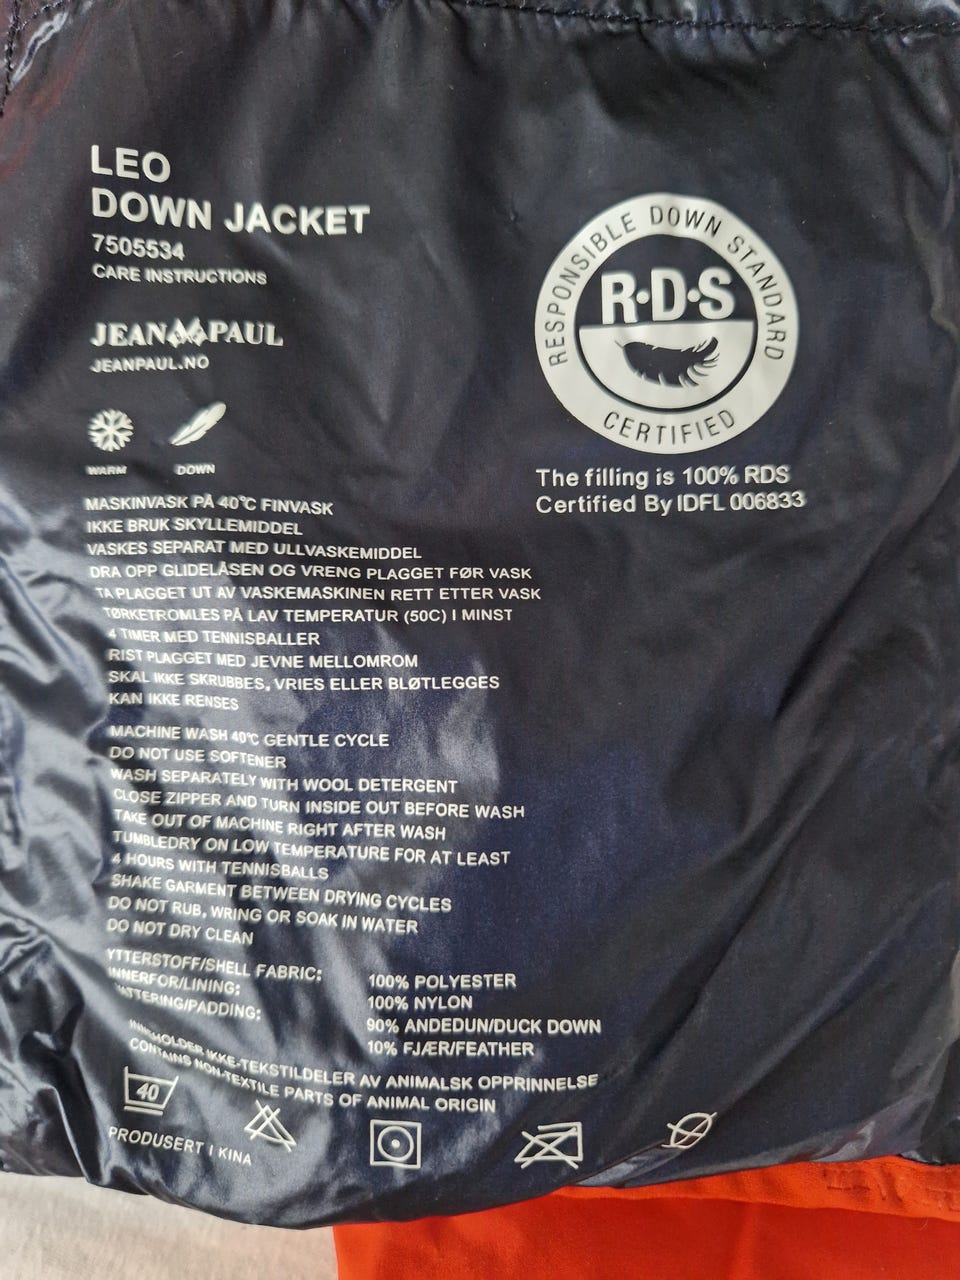 LEO
DOWN JACKET
7505534
CARE INSTRUCTIONS
JEAN PAUL
JEANPAUL.NO
WARM DOWN
RESPONSIBLE DOWN STANDARD
R·D·S
CERTIFIED
The filling is 100% RDS
Certified By IDFL 006833
MASKINVASK PÅ 40°C FINVASK
IKKE BRUK SKYLLEMIDDEL
VASKES SEPARAT MED ULLVASKEMIDDEL
DRA OPP GLIDELÅSEN OG VRENG PLAGGET FØR VASK
TA PLAGGET UT AV VASKEMASKINEN RETT ETTER VASK
TØRKETROMLES PÅ LAV TEMPERATUR (50C) I MINST
4 TIMER MED TENNISBALLER
RIST PLAGGET MED JEVNE MELLOMROM
SKAL IKKE SKRUBBES, VRIES ELLER BLØTLEGGES
KAN IKKE RENSES
MACHINE WASH 40°C GENTLE CYCLE
DO NOT USE SOFTENER
WASH SEPARATELY WITH WOOL DETERGENT
CLOSE ZIPPER AND TURN INSIDE OUT BEFORE WASH
TAKE OUT OF MACHINE RIGHT AFTER WASH
TUMBLEDRY ON LOW TEMPERATURE FOR AT LEAST
4 HOURS WITH TENNISBALLS
SHAKE GARMENT BETWEEN DRYING CYCLES
DO NOT RUB, WRING OR SOAK IN WATER
DO NOT DRY CLEAN
YTTERSTOFF/SHELL FABRIC: 100% POLYESTER
INNERFOR/LINING: 100% NYLON
VATTERING/PADDING: 90% ANDEDUN/DUCK DOWN
10% FJÆR/FEATHER
INNEHOLDER IKKE-TEKSTILDELER AV ANIMALSK OPPRINNELSE
CONTAINS NON-TEXTILE PARTS OF ANIMAL ORIGIN
40
PRODUSERT I KINA